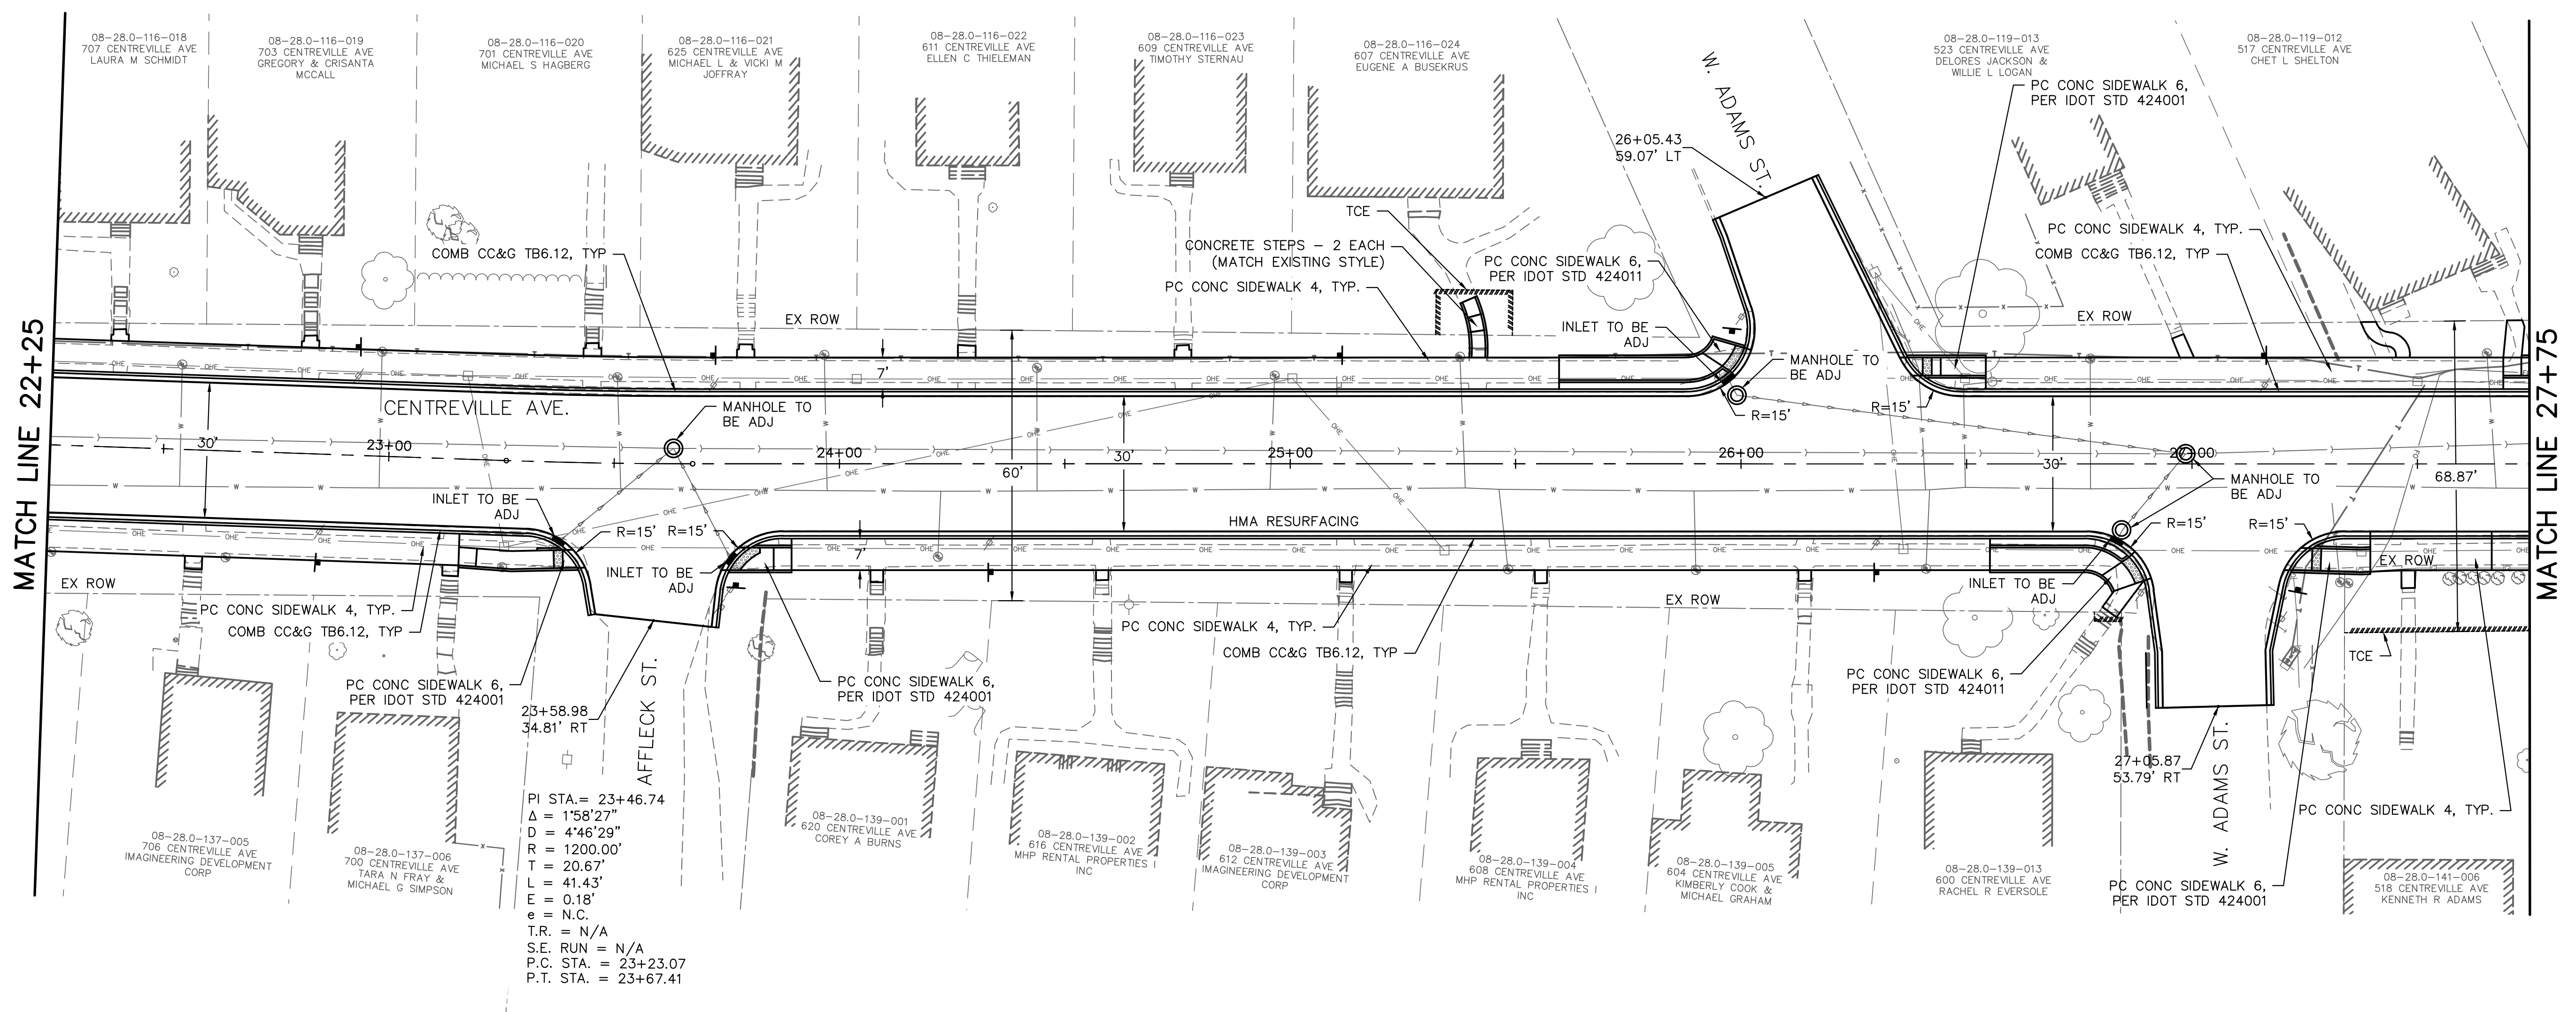 08-28.0-116-018
707 CENTREVILLE AVE
LAURA M SCHMIDT
08-28.0-116-019
703 CENTREVILLE AVE
GREGORY & CRISANTA
MCCALL
08-28.0-116-020
701 CENTREVILLE AVE
MICHAEL S HAGBERG
08-28.0-116-021
625 CENTREVILLE AVE
MICHAEL L & VICKI M
JOFFRAY
08-28.0-116-022
611 CENTREVILLE AVE
ELLEN C THIELEMAN
08-28.0-116-023
609 CENTREVILLE AVE
TIMOTHY STERNAU
08-28.0-116-024
607 CENTREVILLE AVE
EUGENE A BUSEKRUS
W. ADAMS ST.
08-28.0-119-013
523 CENTREVILLE AVE
DELORES JACKSON &
WILLIE L LOGAN
08-28.0-119-012
517 CENTREVILLE AVE
CHET L SHELTON
PC CONC SIDEWALK 6,
PER IDOT STD 424001
26+05.43
59.07' LT
TCE
CONCRETE STEPS - 2 EACH
(MATCH EXISTING STYLE)
PC CONC SIDEWALK 4, TYP.
PC CONC SIDEWALK 6,
PER IDOT STD 424011
COMB CC&G TB6.12, TYP
PC CONC SIDEWALK 4, TYP.
COMB CC&G TB6.12, TYP
EX ROW
INLET TO BE
ADJ
EX ROW
MANHOLE TO
BE ADJ
7'
R=15'
R=15'
CENTREVILLE AVE.
MANHOLE TO
BE ADJ
MATCH LINE 22+25
MATCH LINE 27+75
30'
23+00
24+00
60'
30'
25+00
26+00
30'
27+00
68.87'
MANHOLE TO
BE ADJ
INLET TO BE
ADJ
R=15'
R=15'
HMA RESURFACING
R=15'
R=15'
7'
INLET TO BE
ADJ
EX ROW
EX ROW
EX ROW
INLET TO BE
ADJ
PC CONC SIDEWALK 4, TYP.
COMB CC&G TB6.12, TYP
PC CONC SIDEWALK 4, TYP.
COMB CC&G TB6.12, TYP
TCE
PC CONC SIDEWALK 6,
PER IDOT STD 424001
PC CONC SIDEWALK 6,
PER IDOT STD 424001
PC CONC SIDEWALK 6,
PER IDOT STD 424011
23+58.98
34.81' RT
AFFLECK ST.
27+05.87
53.79' RT
W. ADAMS ST.
PI STA.= 23+46.74
Δ = 1°58'27"
D = 4°46'29"
R = 1200.00'
T = 20.67'
L = 41.43'
E = 0.18'
e = N.C.
T.R. = N/A
S.E. RUN = N/A
P.C. STA. = 23+23.07
P.T. STA. = 23+67.41
PC CONC SIDEWALK 4, TYP.
PC CONC SIDEWALK 6,
PER IDOT STD 424001
08-28.0-137-005
706 CENTREVILLE AVE
IMAGINEERING DEVELOPMENT
CORP
08-28.0-137-006
700 CENTREVILLE AVE
TARA N FRAY &
MICHAEL G SIMPSON
08-28.0-139-001
620 CENTREVILLE AVE
COREY A BURNS
08-28.0-139-002
616 CENTREVILLE AVE
MHP RENTAL PROPERTIES I
INC
08-28.0-139-003
612 CENTREVILLE AVE
IMAGINEERING DEVELOPMENT
CORP
08-28.0-139-004
608 CENTREVILLE AVE
MHP RENTAL PROPERTIES I
INC
08-28.0-139-005
604 CENTREVILLE AVE
KIMBERLY COOK &
MICHAEL GRAHAM
08-28.0-139-013
600 CENTREVILLE AVE
RACHEL R EVERSOLE
08-28.0-141-006
518 CENTREVILLE AVE
KENNETH R ADAMS